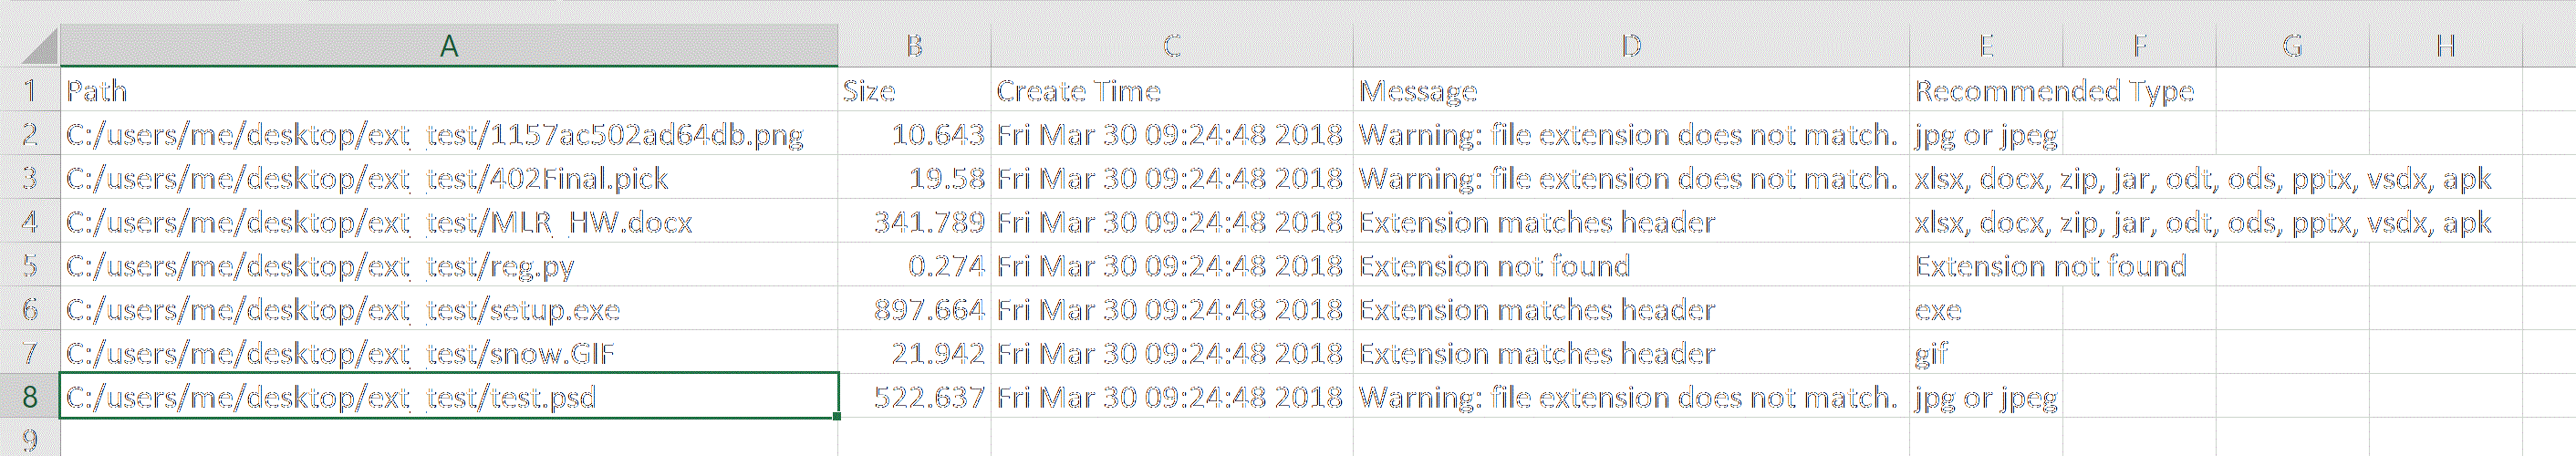 A B C D E F G H
1 Path Size Create Time Message Recommended Type
2 C:/users/me/desktop/ext_test/1157ac502ad64db.png 10.643 Fri Mar 30 09:24:48 2018 Warning: file extension does not match. jpg or jpeg
3 C:/users/me/desktop/ext_test/402Final.pick 19.58 Fri Mar 30 09:24:48 2018 Warning: file extension does not match. xlsx, docx, zip, jar, odt, ods, pptx, vsdx, apk
4 C:/users/me/desktop/ext_test/MLR_HW.docx 341.789 Fri Mar 30 09:24:48 2018 Extension matches header xlsx, docx, zip, jar, odt, ods, pptx, vsdx, apk
5 C:/users/me/desktop/ext_test/reg.py 0.274 Fri Mar 30 09:24:48 2018 Extension not found Extension not found
6 C:/users/me/desktop/ext_test/setup.exe 897.664 Fri Mar 30 09:24:48 2018 Extension matches header exe
7 C:/users/me/desktop/ext_test/snow.GIF 21.942 Fri Mar 30 09:24:48 2018 Extension matches header gif
8 C:/users/me/desktop/ext_test/test.psd 522.637 Fri Mar 30 09:24:48 2018 Warning: file extension does not match. jpg or jpeg
9